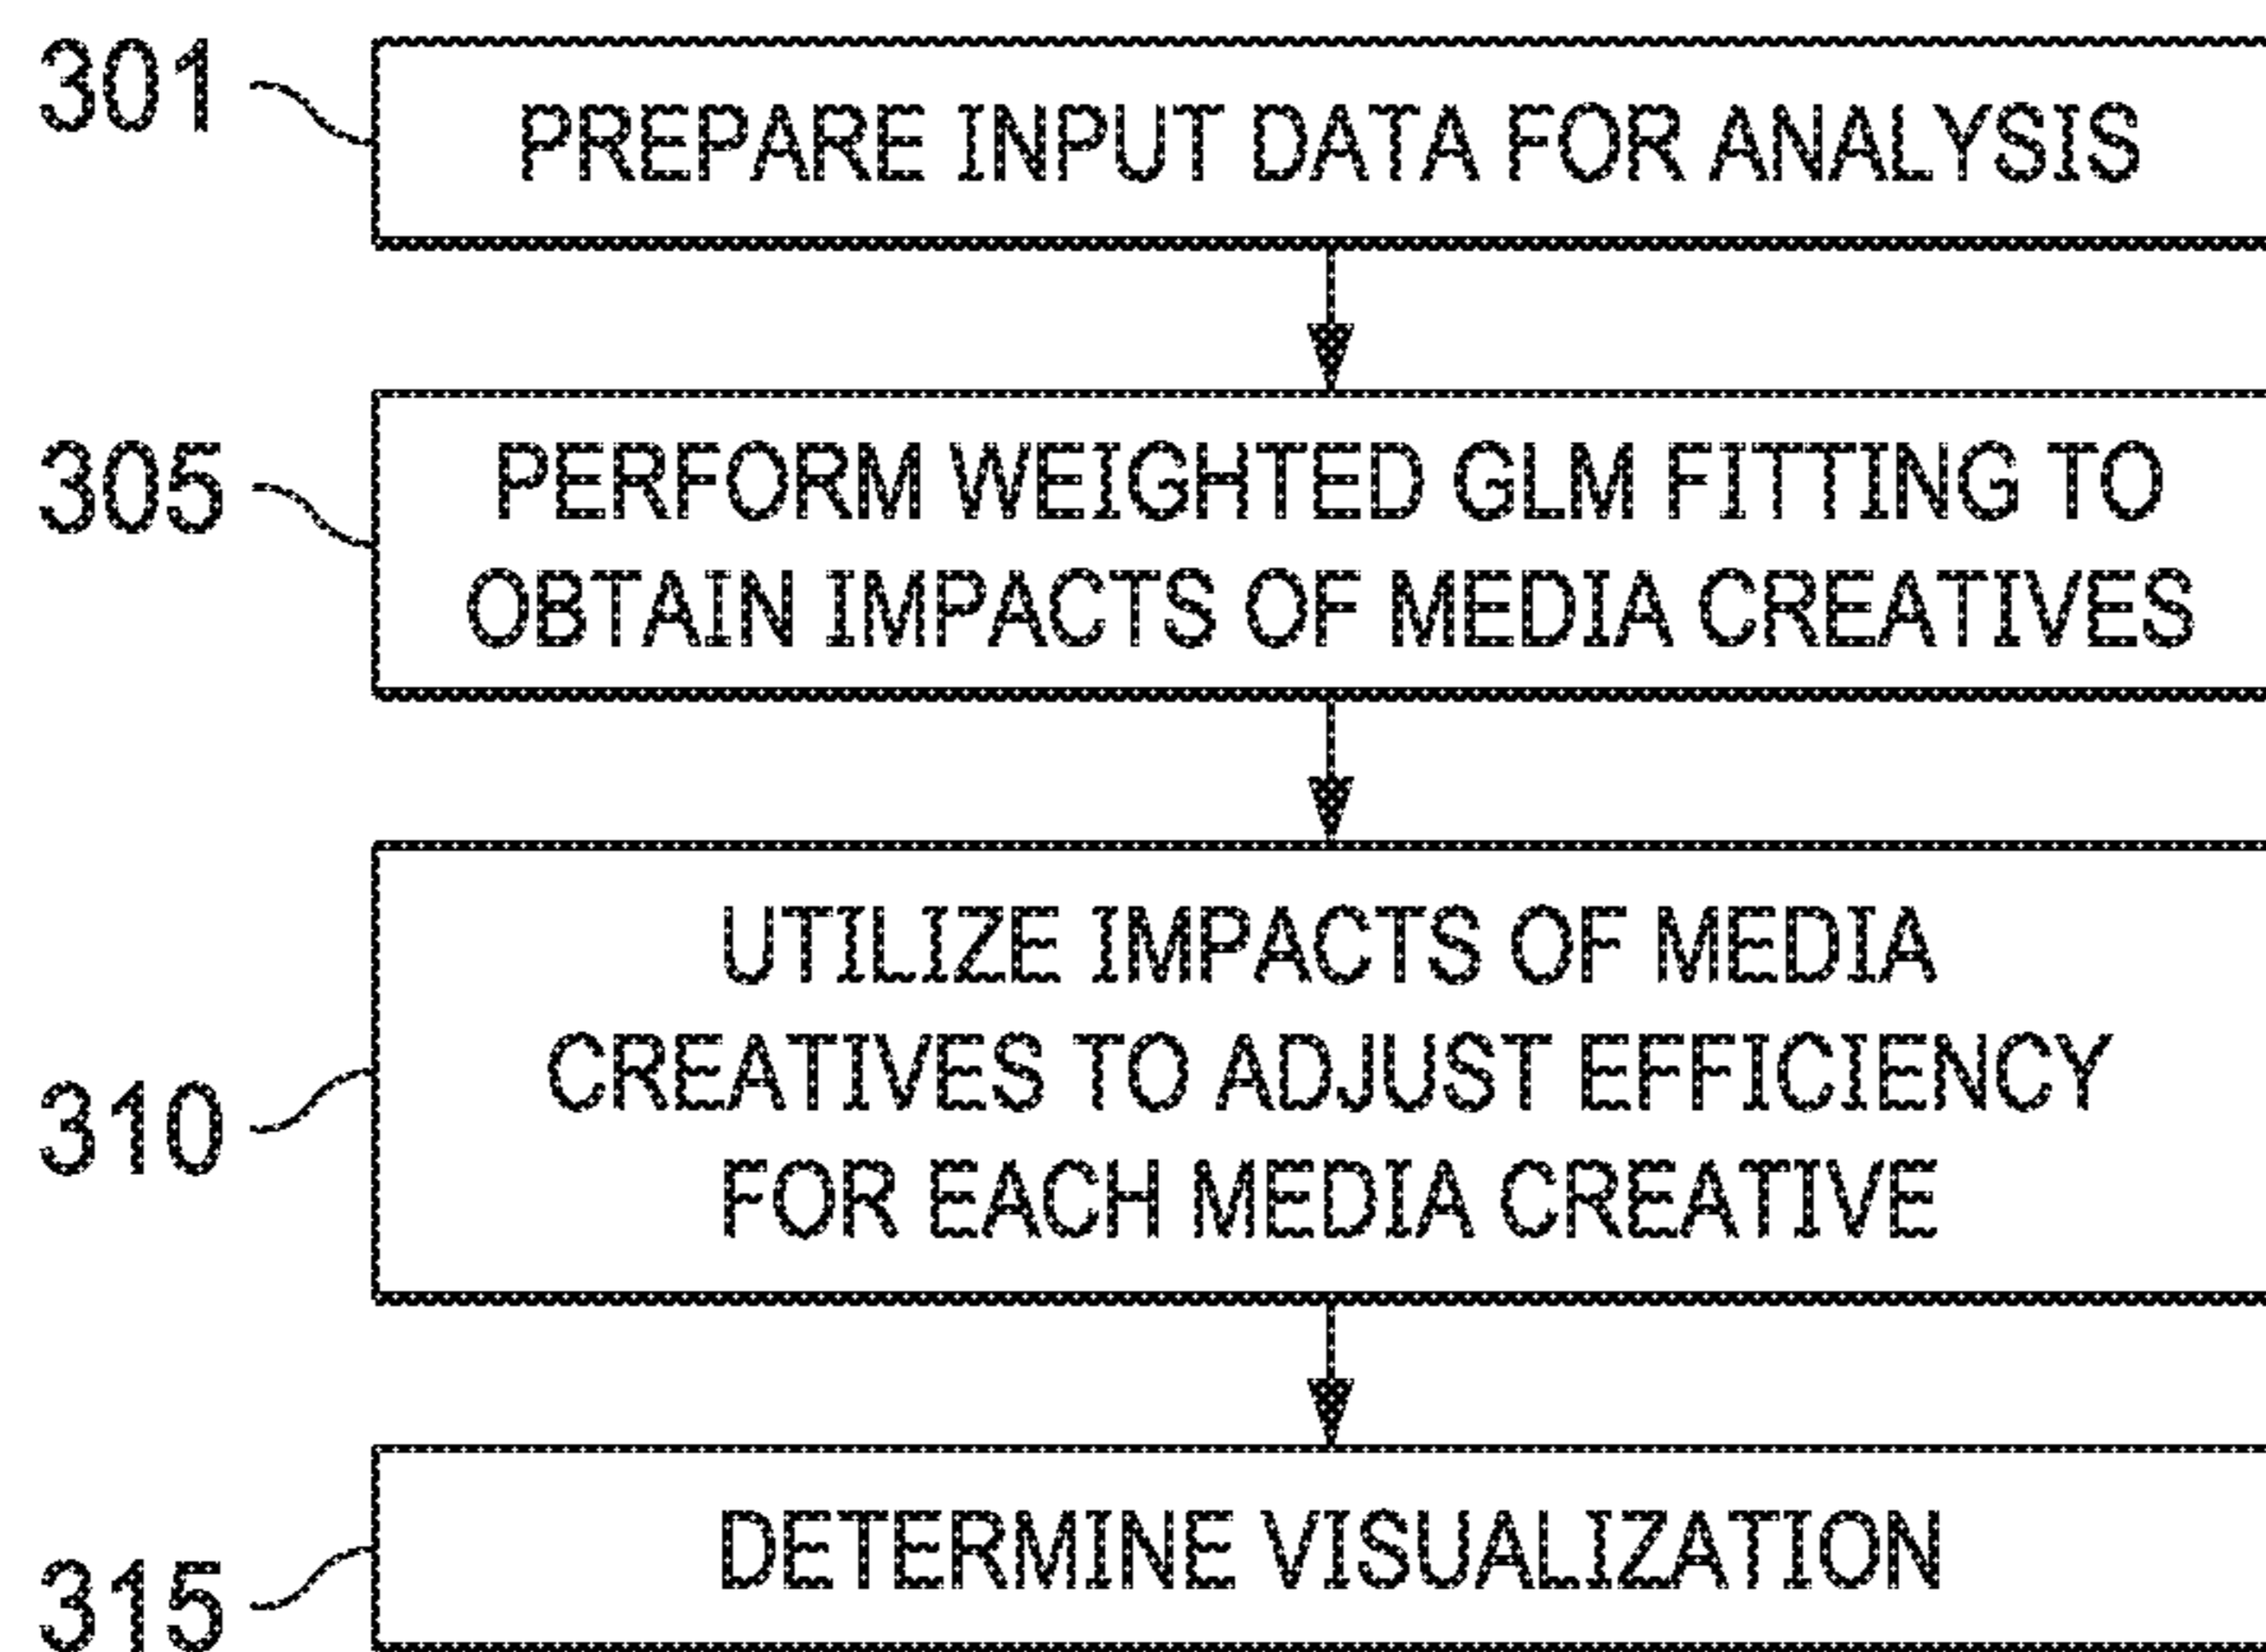 301
PREPARE INPUT DATA FOR ANALYSIS
305
PERFORM WEIGHTED GLM FITTING TO
OBTAIN IMPACTS OF MEDIA CREATIVES
310
UTILIZE IMPACTS OF MEDIA
CREATIVES TO ADJUST EFFICIENCY
FOR EACH MEDIA CREATIVE
315
DETERMINE VISUALIZATION